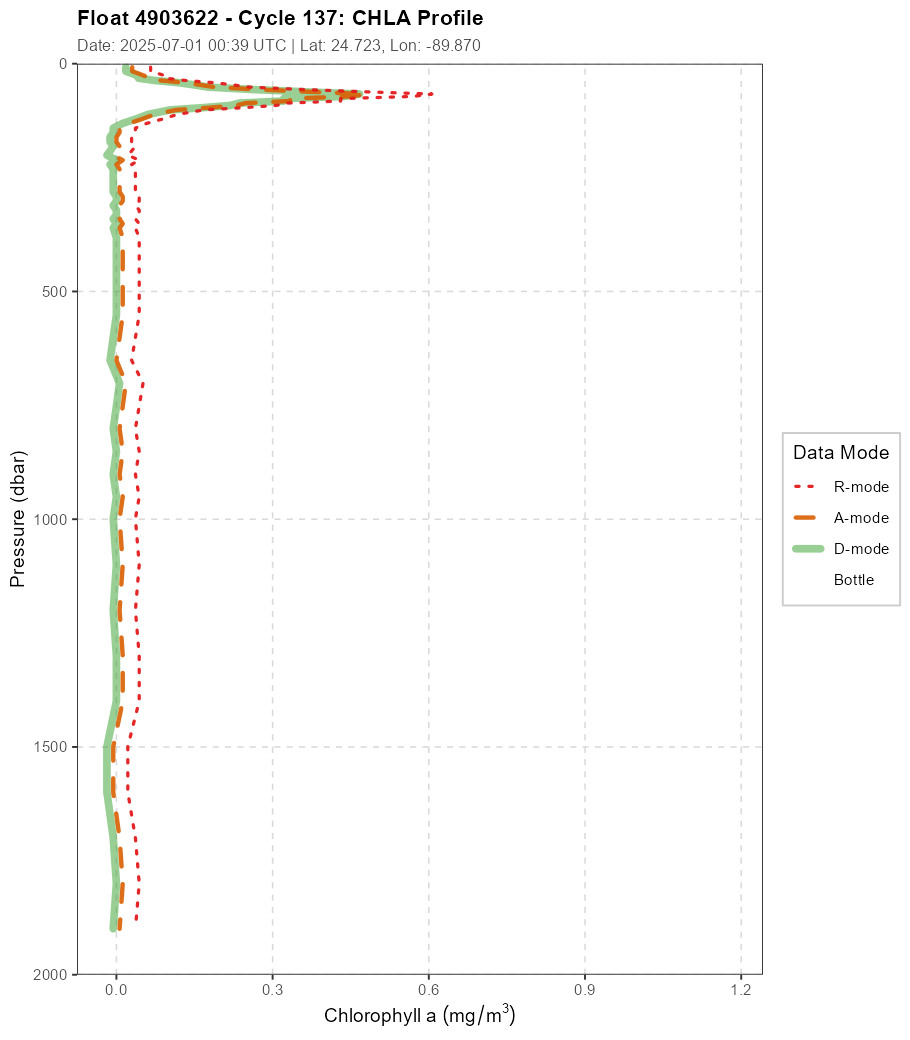 Float 4903622 - Cycle 137: CHLA Profile
Date: 2025-07-01 00:39 UTC | Lat: 24.723, Lon: -89.870
0
500
1000
1500
2000
Pressure (dbar)
0.0 0.3 0.6 0.9 1.2
Chlorophyll a (mg/m³)
Data Mode
R-mode
A-mode
D-mode
Bottle